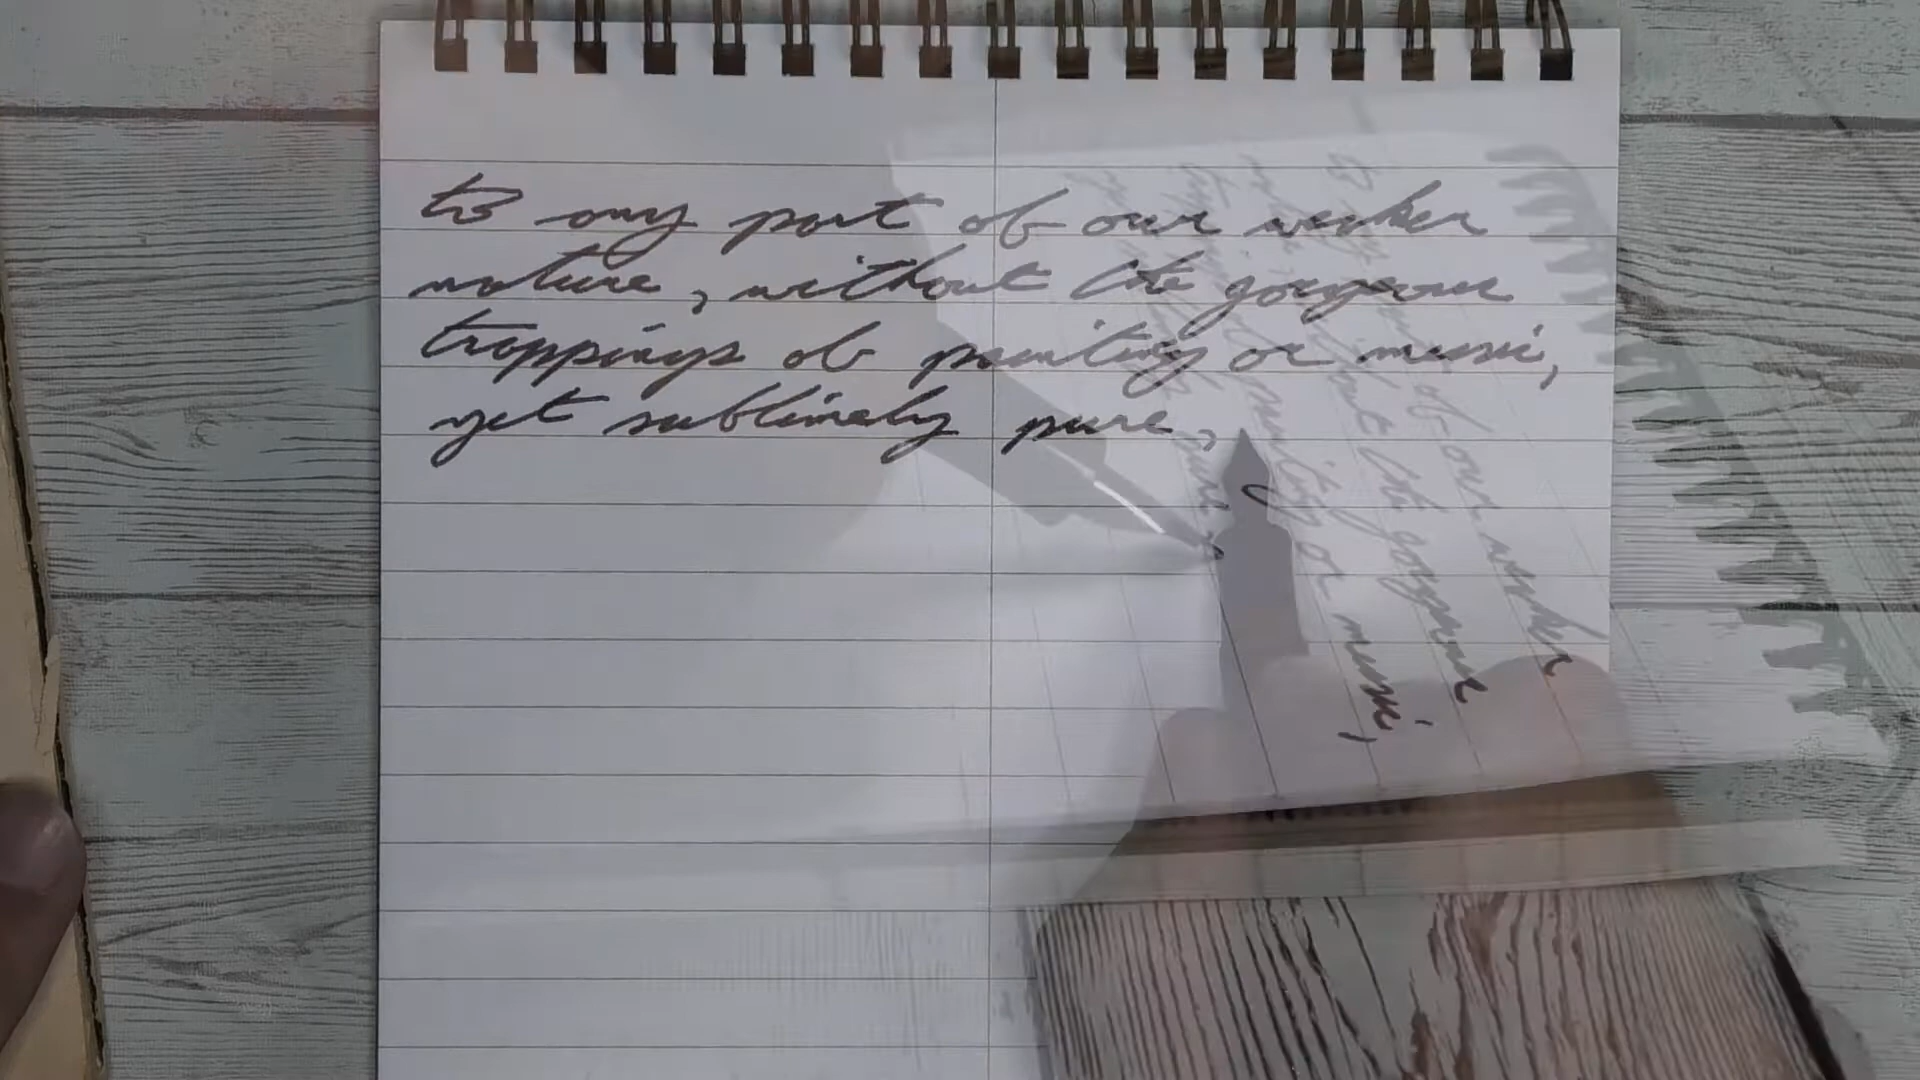 to any part of our weaker
nature, without the gorgeous
trappings of painting or music,
yet sublimely pure,